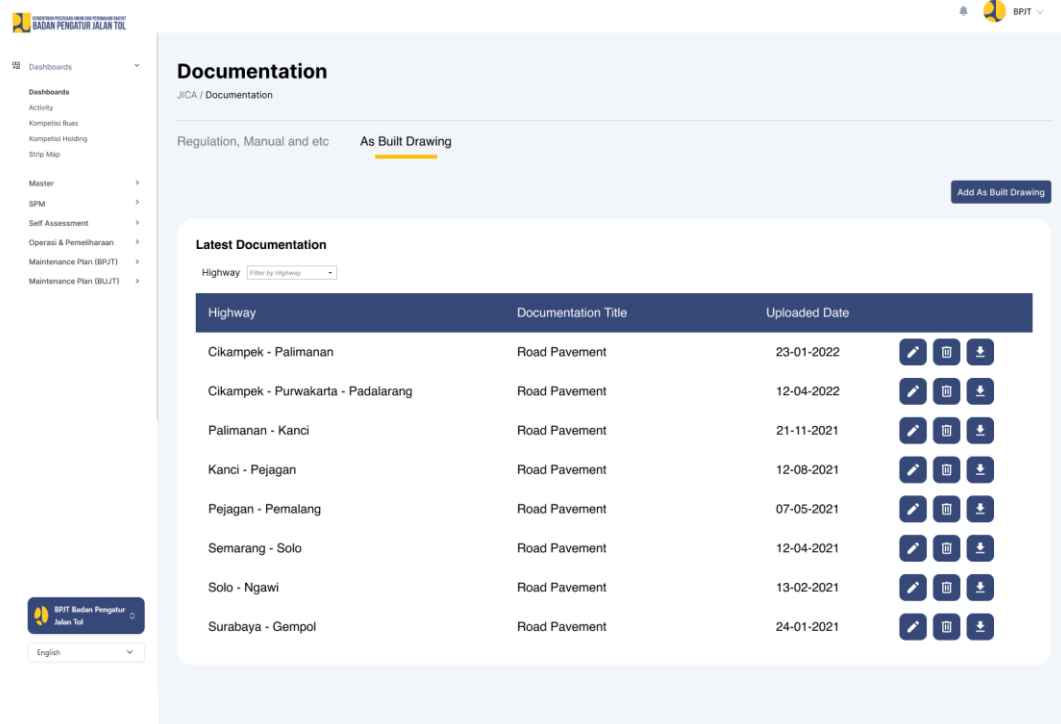 KEMENTRIAN PEKERJAAN UMUM DAN PERUMAHAN RAKYAT
BADAN PENGATUR JALAN TOL
BPJT
Dashboards
Dashboards
Activity
Kompetisi Ruas
Kompetisi Holding
Strip Map
Master
SPM
Self Assessment
Operasi & Pemeliharaan
Maintenance Plan (BPJT)
Maintenance Plan (BUJT)
BPJT Badan Pengatur
Jalan Tol
English
Documentation
JICA / Documentation
Regulation, Manual and etc As Built Drawing
Add As Built Drawing
Latest Documentation
Highway Filter by Highway
Highway Documentation Title Uploaded Date
Cikampek - Palimanan Road Pavement 23-01-2022
Cikampek - Purwakarta - Padalarang Road Pavement 12-04-2022
Palimanan - Kanci Road Pavement 21-11-2021
Kanci - Pejagan Road Pavement 12-08-2021
Pejagan - Pemalang Road Pavement 07-05-2021
Semarang - Solo Road Pavement 12-04-2021
Solo - Ngawi Road Pavement 13-02-2021
Surabaya - Gempol Road Pavement 24-01-2021